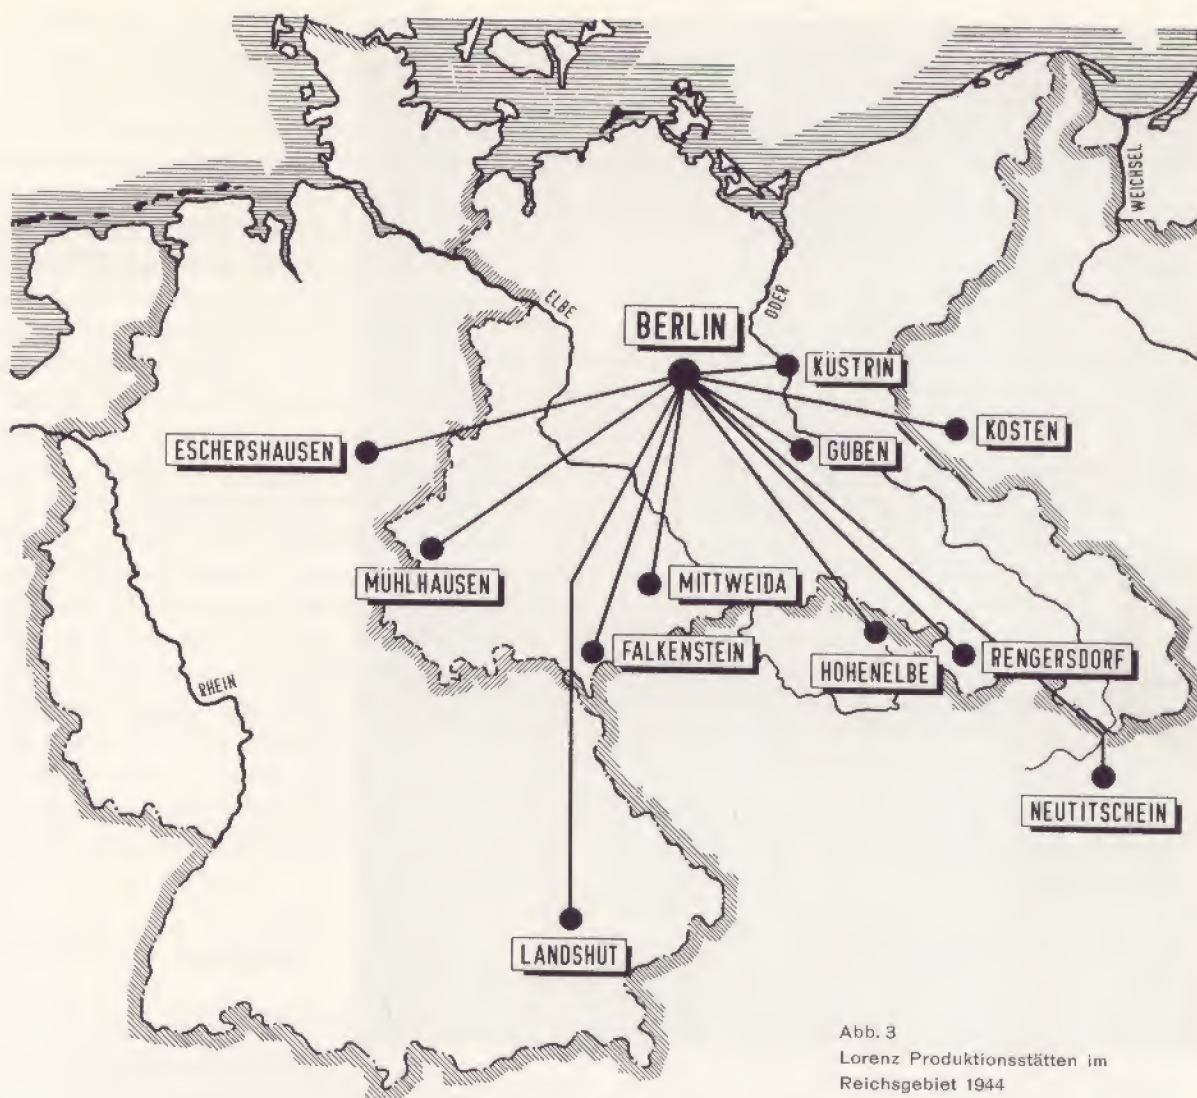 WEICHSEL
ELBE
ODER
BERLIN
KÜSTRIN
KOSTEN
ESCHERSHAUSEN
GUBEN
MÜHLHAUSEN
MITTWEIDA
FALKENSTEIN
HOHENELBE
RENGERSDORF
RHEIN
NEUTITSCHEIN
LANDSHUT
Abb. 3
Lorenz Produktionsstätten im
Reichsgebiet 1944